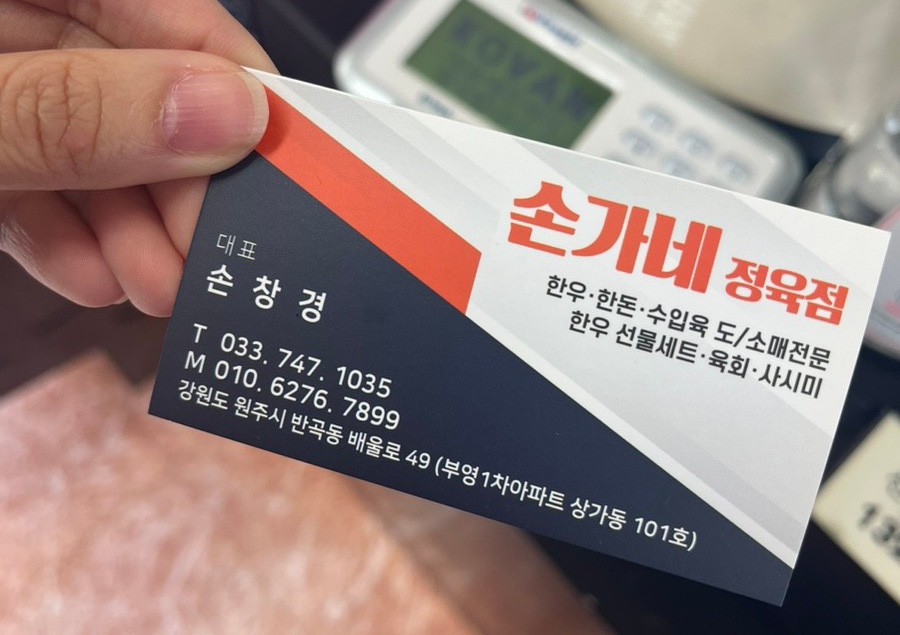 손가네 정육점
한우·한돈·수입육 도/소매전문
한우 선물세트·육회·사시미
대표
손창경
T 033. 747. 1035
M 010. 6276. 7899
강원도 원주시 반곡동 배울로 49 (부영1차아파트 상가동 101호)
KOVAN